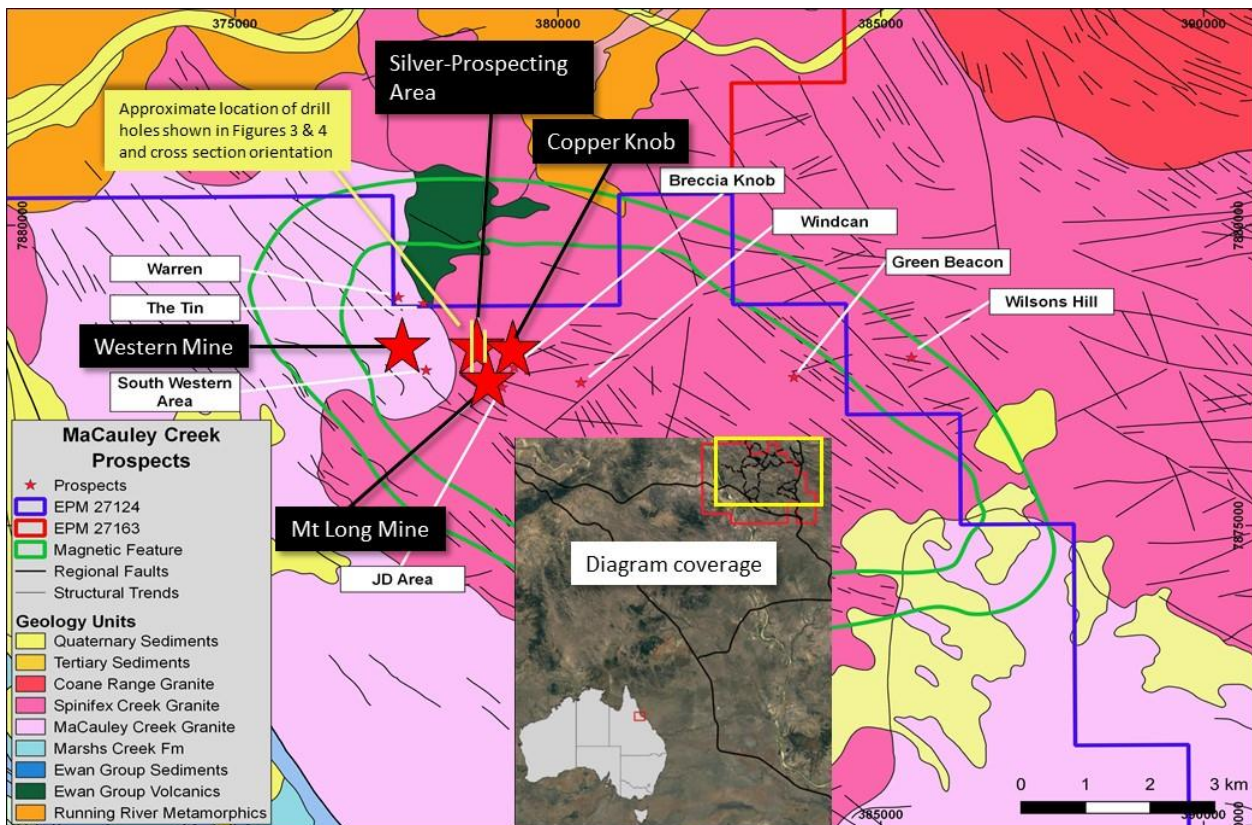 375000
380000
385000
390000
Silver-Prospecting
Area
Approximate location of drill
holes shown in Figures 3 & 4
and cross section orientation
Copper Knob
Breccia Knob
7880000
7880000
Windcan
Warren
Green Beacon
The Tin
Wilsons Hill
Western Mine
South Western
Area
MaCauley Creek
Prospects
Prospects
EPM 27124
EPM 27163
Magnetic Feature
Regional Faults
Structural Trends
Geology Units
Quaternary Sediments
Tertiary Sediments
Coane Range Granite
Spinifex Creek Granite
MaCauley Creek Granite
Marshs Creek Fm
Ewan Group Sediments
Ewan Group Volcanics
Running River Metamorphics
Mt Long Mine
7875000
JD Area
Diagram coverage
0 1 2 3 km
385000
390000